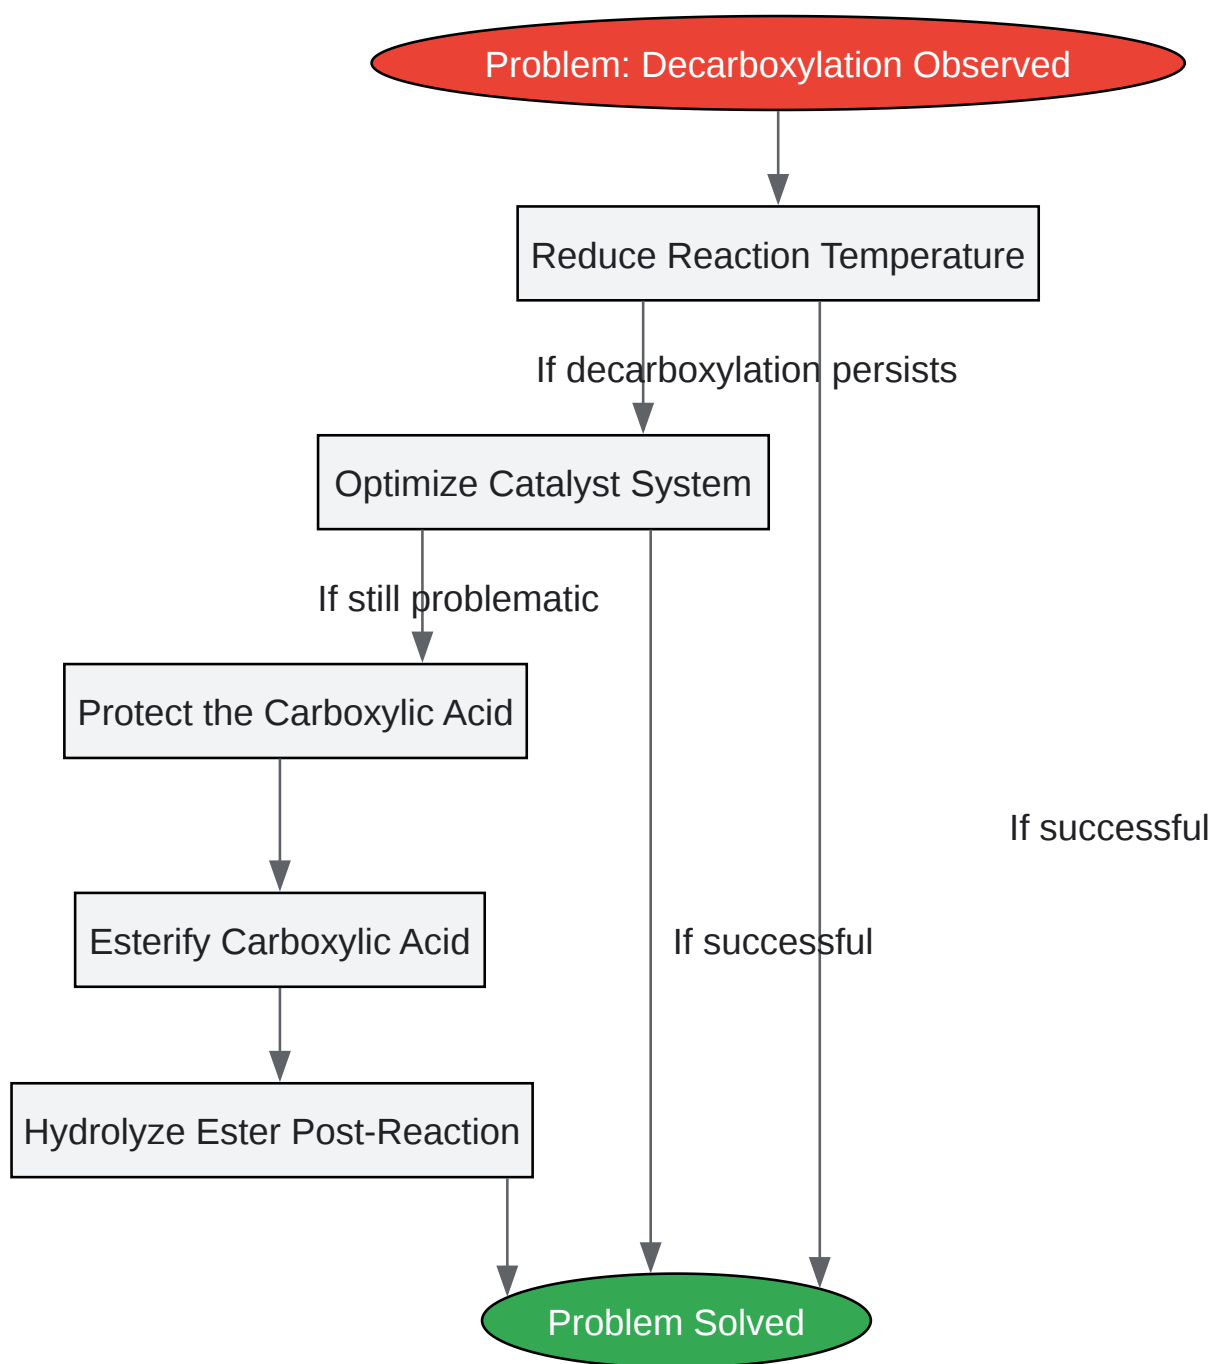 Problem: Decarboxylation Observed
Reduce Reaction Temperature
If decarboxylation persists
Optimize Catalyst System
If still problematic
Protect the Carboxylic Acid
If successful
Esterify Carboxylic Acid
If successful
Hydrolyze Ester Post-Reaction
Problem Solved